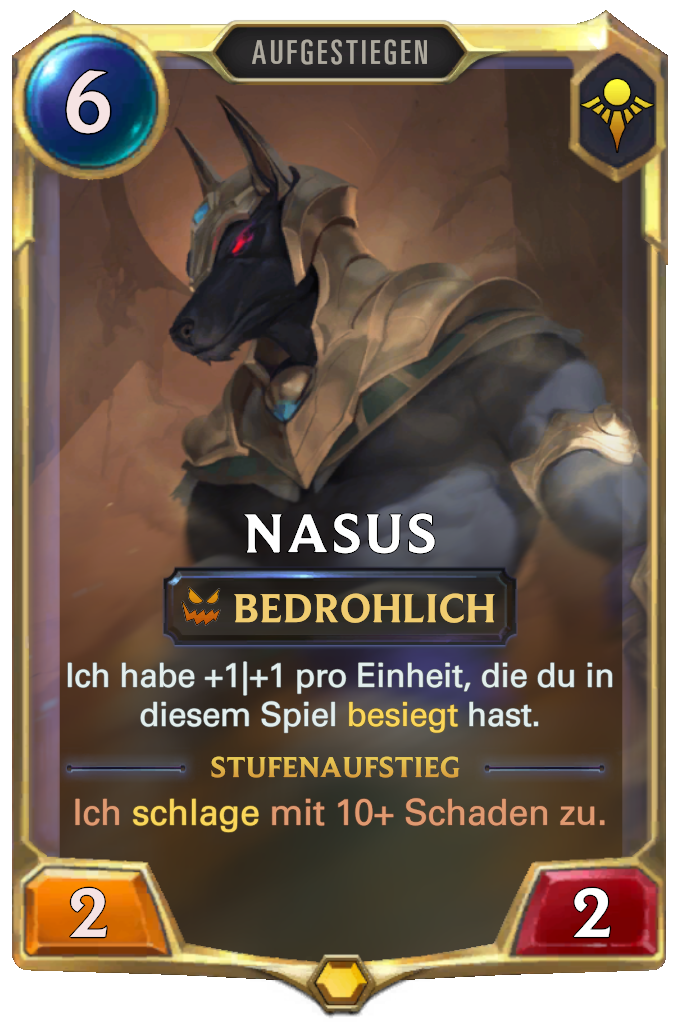 AUFGESTIEGEN
6
NASUS
BEDROHLICH
Ich habe +1|+1 pro Einheit, die du in
diesem Spiel besiegt hast.
STUFENAUFSTIEG
Ich schlage mit 10+ Schaden zu.
2
2